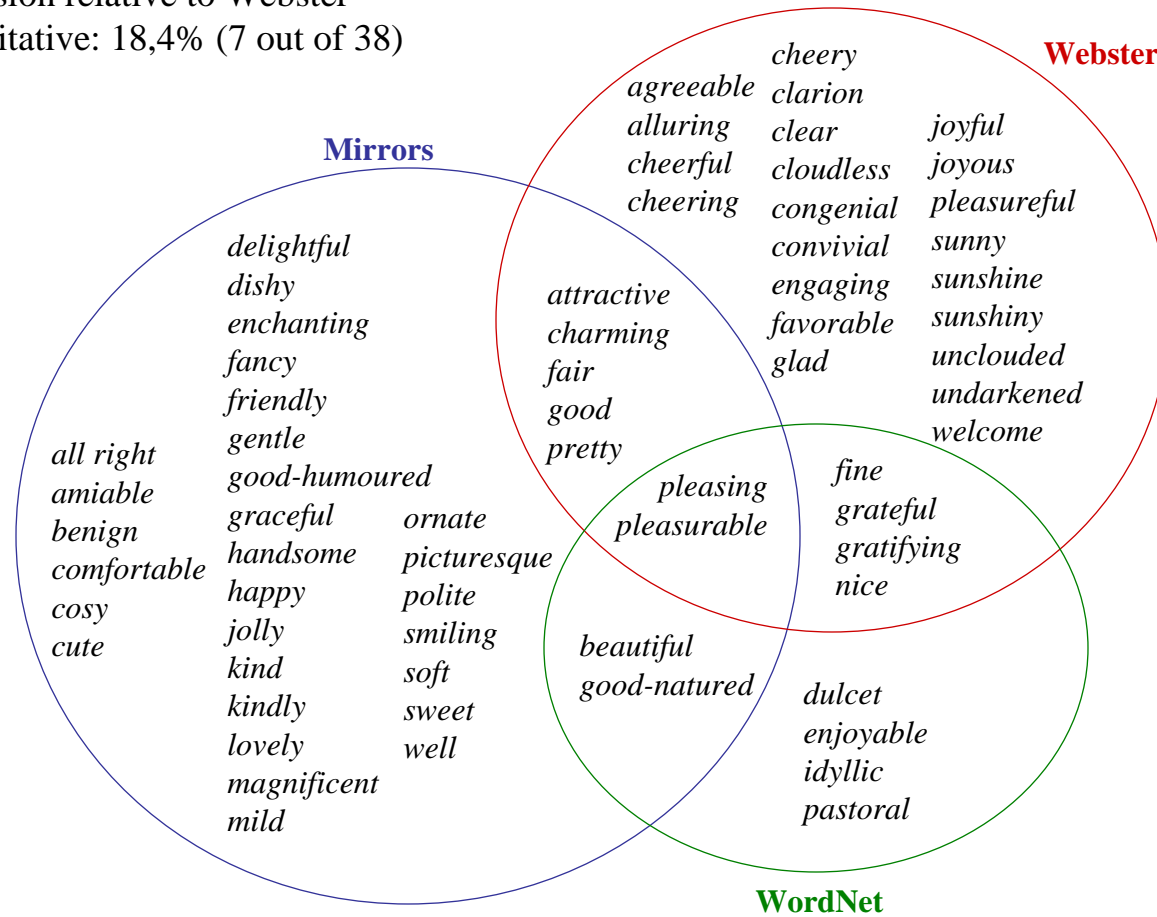 sion relative to Webster
itative: 18,4% (7 out of 38)
Webster
Mirrors
WordNet
agreeable
alluring
cheerful
cheering
cheery
clarion
clear
cloudless
congenial
convivial
engaging
favorable
glad
joyful
joyous
pleasureful
sunny
sunshine
sunshiny
unclouded
undarkened
welcome
attractive
charming
fair
good
pretty
pleasing
pleasurable
fine
grateful
gratifying
nice
all right
amiable
benign
comfortable
cosy
cute
delightful
dishy
enchanting
fancy
friendly
gentle
good-humoured
graceful
handsome
happy
jolly
kind
kindly
lovely
magnificent
mild
ornate
picturesque
polite
smiling
soft
sweet
well
beautiful
good-natured
dulcet
enjoyable
idyllic
pastoral